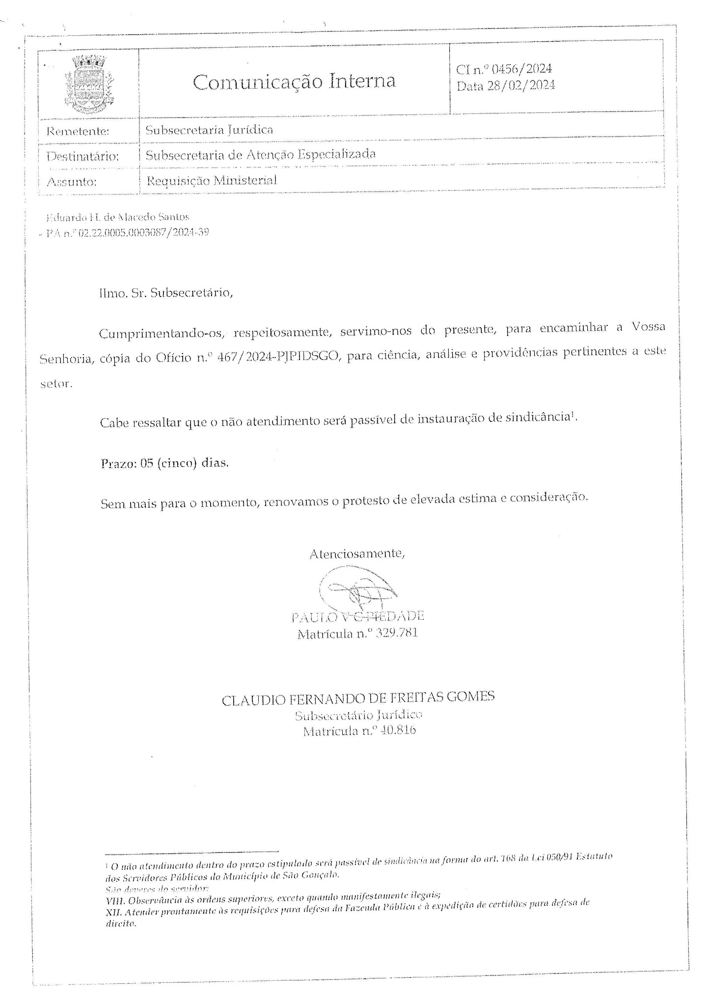 Comunicação Interna
CI n.º 0456/2024
Data 28/02/2024
Remetente: Subsecretaria Jurídica
Destinatário: Subsecretaria de Atenção Especializada
Assunto: Requisição Ministerial
Eduardo H. de Macedo Santos
- PA n.º 02.22.0005.0003087/2024-39
Ilmo. Sr. Subsecretário,
Cumprimentando-os, respeitosamente, servimo-nos do presente, para encaminhar a Vossa
Senhoria, cópia do Ofício n.º 467/2024-PJPIDSGO, para ciência, análise e providências pertinentes a este
setor.
Cabe ressaltar que o não atendimento será passível de instauração de sindicância¹.
Prazo: 05 (cinco) dias.
Sem mais para o momento, renovamos o protesto de elevada estima e consideração.
Atenciosamente,
PAULO V C PIEDADE
Matrícula n.º 329.781
CLAUDIO FERNANDO DE FREITAS GOMES
Subsecretário Jurídico
Matrícula n.º 40.816
¹ O não atendimento dentro do prazo estipulado será passível de sindicância na forma do art. 168 da Lei 050/91 Estatuto
dos Servidores Públicos do Município de São Gonçalo.
São deveres do servidor:
VIII. Observância às ordens superiores, exceto quando manifestamente ilegais;
XII. Atender prontamente às requisições para defesa da Fazenda Pública e à expedição de certidões para defesa de
direito.